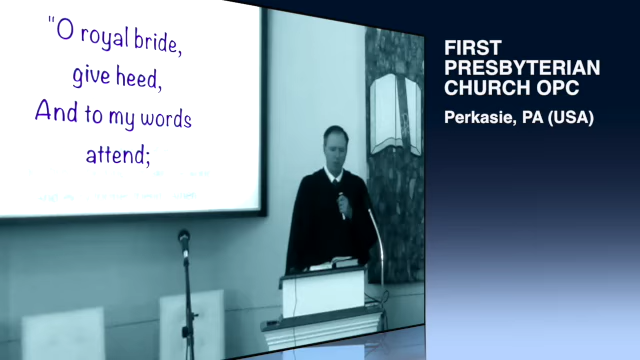 "O royal bride,
give heed,
And to my words
attend;
FIRST
PRESBYTERIAN
CHURCH OPC
Perkasie, PA (USA)